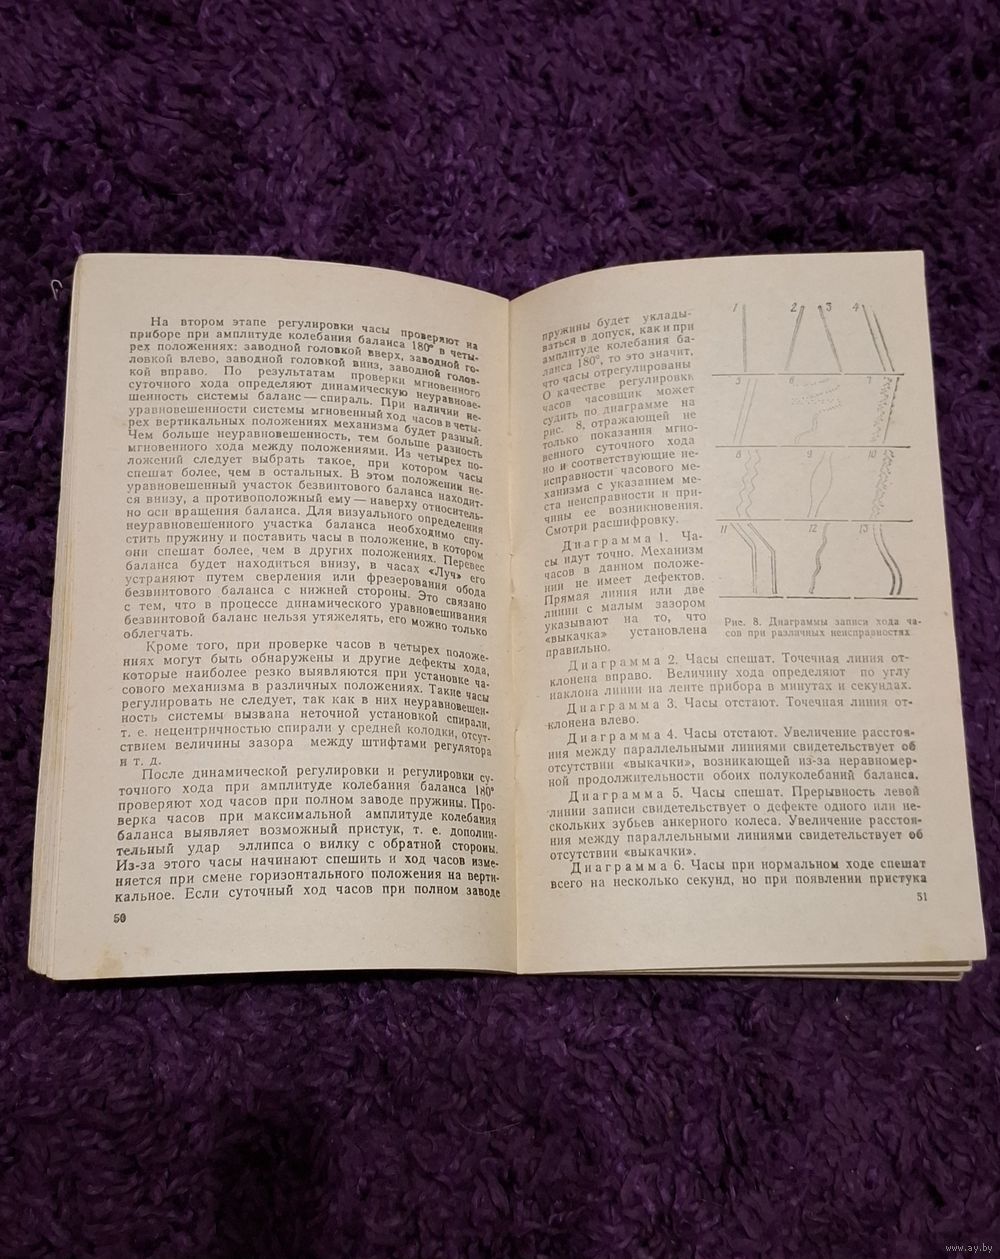 На втором этапе регулировки часы проверяют на
приборе при амплитуде колебания баланса 180° в четы-
рех положениях: заводной головкой вверх, заводной го-
ловкой влево, заводной головкой вниз, заводной голов-
кой вправо. По результатам проверки мгновенного
суточного хода определяют динамическую неуравнове-
шенность системы баланс — спираль. При наличии не-
уравновешенности системы мгновенный ход часов в четы-
рех вертикальных положениях механизма будет разный.
Чем больше неуравновешенность, тем больше разность
мгновенного хода между положениями. Из четырех по-
ложений следует выбрать такое, при котором часы
спешат более, чем в остальных. В этом положении не-
уравновешенный участок безвинтового баланса находит-
ся внизу, а противоположный ему — наверху относитель-
но оси вращения баланса. Для визуального определения
неуравновешенного участка баланса необходимо спу-
стить пружину и поставить часы в положение, в котором
они спешат более, чем в других положениях. Перевес
баланса будет находиться внизу, в часах «Луч» его
устраняют путем сверления или фрезерования обода
безвинтового баланса с нижней стороны. Это связано
с тем, что в процессе динамического уравновешивания
безвинтовой баланс нельзя утяжелять, его можно только
облегчать.
Кроме того, при проверке часов в четырех положе-
ниях могут быть обнаружены и другие дефекты хода,
которые наиболее резко выявляются при установке ча-
сового механизма в различных положениях. Такие часы
регулировать не следует, так как в них неуравновешен-
ность системы вызвана неточной установкой спирали,
т. е. нецентричностью спирали у средней колодки, отсут-
ствием величины зазора между штифтами регулятора
и т. д.
После динамической регулировки и регулировки су-
точного хода при амплитуде колебания баланса 180°
проверяют ход часов при полном заводе пружины. Про-
верка часов при максимальной амплитуде колебания
баланса выявляет возможный пристук, т. е. дополни-
тельный удар эллипса о вилку с обратной стороны.
Из-за этого часы начинают спешить и ход часов изме-
няется при смене горизонтального положения на верти-
кальное. Если суточный ход часов при полном заводе
50
пружины будет уклады-
ваться в допуск, как и при
амплитуде колебания ба-
ланса 180°, то это значит,
что часы отрегулированы
О качестве регулировки
часов часовщик может
судить по диаграмме на
рис. 8, отражающей не
только показания мгно-
венного суточного хода
но и соответствующие не-
исправности часового ме-
ханизма с указанием ме-
ста неисправности и при-
чины ее возникновения.
Смотри расшифровку.
Диаграмма 1. Ча-
сы идут точно. Механизм
часов в данном положе-
нии не имеет дефектов.
Прямая линия или две
линии с малым зазором
указывают на то, что
«выкачка» установлена
правильно.
1 2 3 4
5 6 7
8 9 10
11 12 13
Рис. 8. Диаграммы записи хода ча-
сов при различных неисправностях
Диаграмма 2. Часы спешат. Точечная линия от-
клонена вправо. Величину хода определяют по углу
наклона линии на ленте прибора в минутах и секундах.
Диаграмма 3. Часы отстают. Точечная линия от-
клонена влево.
Диаграмма 4. Часы отстают. Увеличение расстоя-
ния между параллельными линиями свидетельствует об
отсутствии «выкачки», возникающей из-за неравномер-
ной продолжительности обоих полуколебаний баланса.
Диаграмма 5. Часы спешат. Прерывность левой
линии записи свидетельствует о дефекте одного или не-
скольких зубьев анкерного колеса. Увеличение расстоя-
ния между параллельными линиями свидетельствует об
отсутствии «выкачки».
Диаграмма 6. Часы при нормальном ходе спешат
всего на несколько секунд, но при появлении пристука
51
www.ay.by